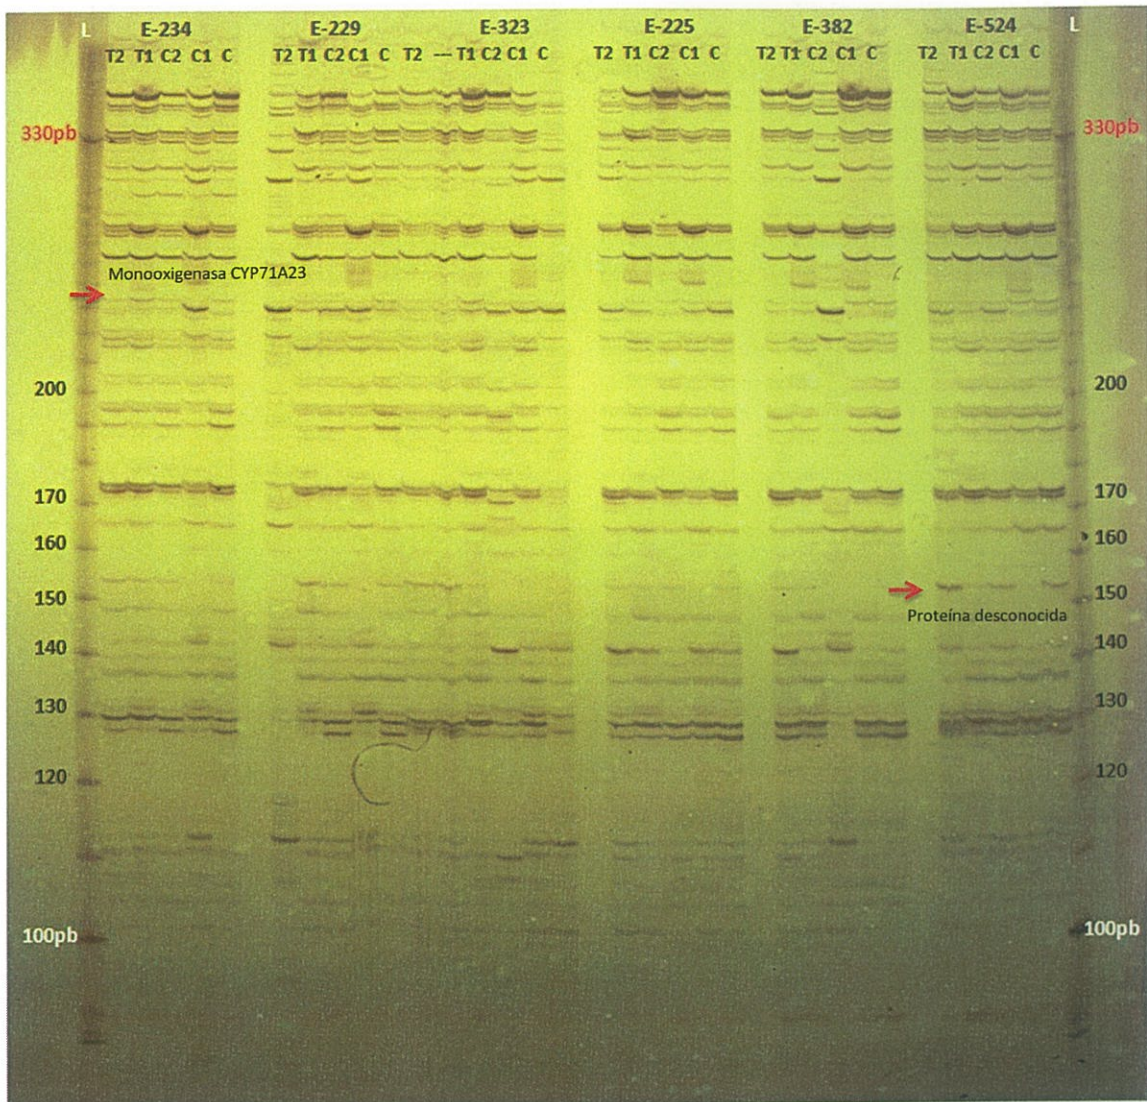 L E-234 E-229 E-323 E-225 E-382 E-524 L
T2 T1 C2 C1 C T2 T1 C2 C1 C T2 --- T1 C2 C1 C T2 T1 C2 C1 C T2 T1 C2 C1 C T2 T1 C2 C1 C
330pb 330pb
Monooxigenasa CYP71A23
200 200
170 170
160 160
150 150
Proteína desconocida
140 140
130 130
120 120
100pb 100pb